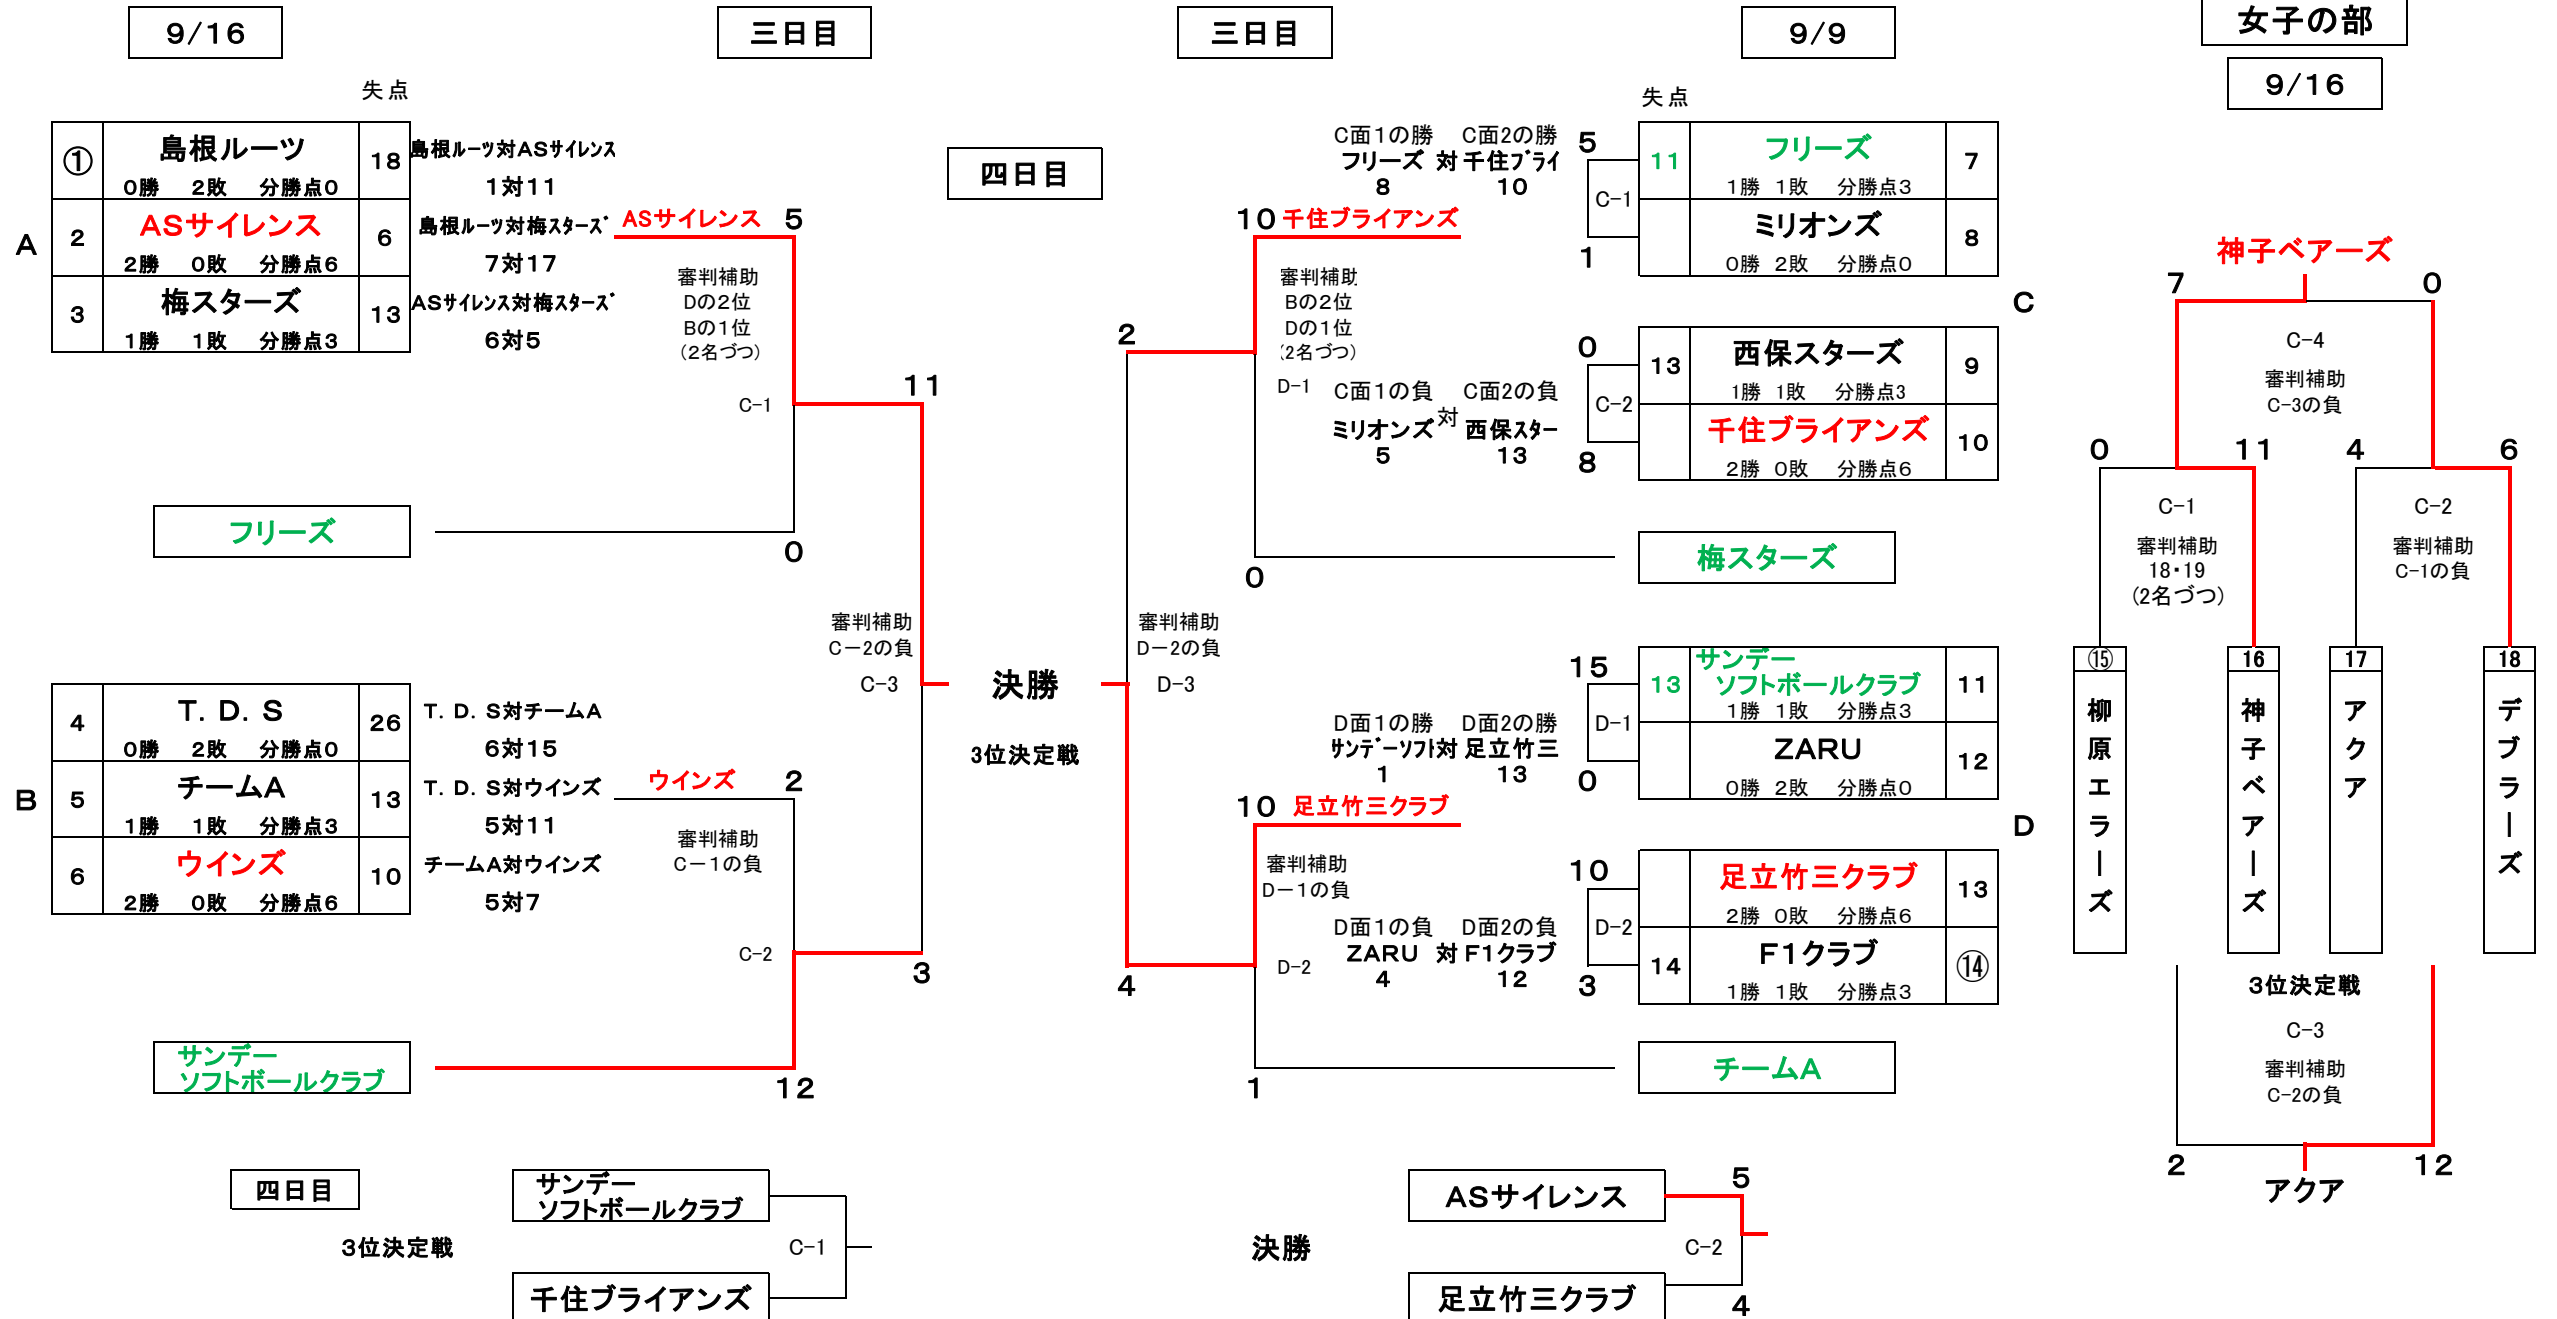 9/16
三日目
三日目
9/9
女子の部
9/16
失点
失点
A
① 島根ルーツ 18
0勝 2敗 分勝点0
2 ASサイレンス 6
2勝 0敗 分勝点6
3 梅スターズ 13
1勝 1敗 分勝点3
島根ルーツ対ASサイレンス
1対11
島根ルーツ対梅スターズ
7対17
ASサイレンス対梅スターズ
6対5
ASサイレンス 5
審判補助
Dの2位
Bの1位
(2名づつ)
C-1
11
フリーズ
0
審判補助
C-2の負
C-3
B
4 T.D.S 26
0勝 2敗 分勝点0
5 チームA 13
1勝 1敗 分勝点3
6 ウインズ 10
2勝 0敗 分勝点6
T.D.S対チームA
6対15
T.D.S対ウインズ
5対11
チームA対ウインズ
5対7
ウインズ 2
審判補助
C-1の負
C-2
3
サンデー
ソフトボールクラブ
12
四日目
決勝
3位決定戦
10 千住ブライアンズ
2
審判補助
Bの2位
Dの1位
(2名づつ)
D-1
0
審判補助
D-2の負
D-3
10 足立竹三クラブ
審判補助
D-1の負
D-2
4
1
C面1の勝 C面2の勝
フリーズ 対 千住ブライ
8 10
C面1の負 C面2の負
ミリオンズ 対 西保スター
5 13
5
C-1
1
0
C-2
8
C
11 フリーズ 7
1勝 1敗 分勝点3
ミリオンズ 8
0勝 2敗 分勝点0
13 西保スターズ 9
1勝 1敗 分勝点3
千住ブライアンズ 10
2勝 0敗 分勝点6
梅スターズ
D面1の勝 D面2の勝
サンデーソフト対 足立竹三
1 13
D面1の負 D面2の負
ZARU 対 F1クラブ
4 12
15
D-1
0
10
D-2
3
D
13 サンデー
ソフトボールクラブ 11
1勝 1敗 分勝点3
ZARU 12
0勝 2敗 分勝点0
足立竹三クラブ 13
2勝 0敗 分勝点6
14 F1クラブ ⑭
1勝 1敗 分勝点3
チームA
神子ベアーズ
7 0
C-4
審判補助
C-3の負
0 11 4 6
C-1
審判補助
18・19
(2名づつ)
C-2
審判補助
C-1の負
⑮ 柳原エラーズ
16 神子ベアーズ
17 アクア
18 デブラーズ
3位決定戦
C-3
審判補助
C-2の負
2 12
アクア
四日目
3位決定戦
サンデー
ソフトボールクラブ
C-1
千住ブライアンズ
決勝
ASサイレンス 5
C-2
足立竹三クラブ 4